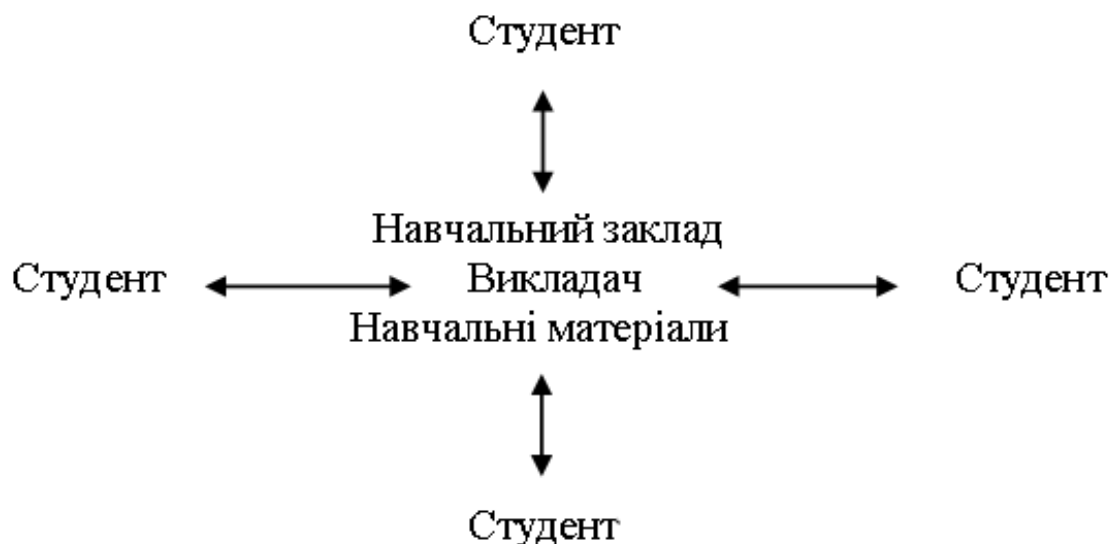 Студент
Навчальний заклад
Студент
Викладач
Студент
Навчальні матеріали
Студент